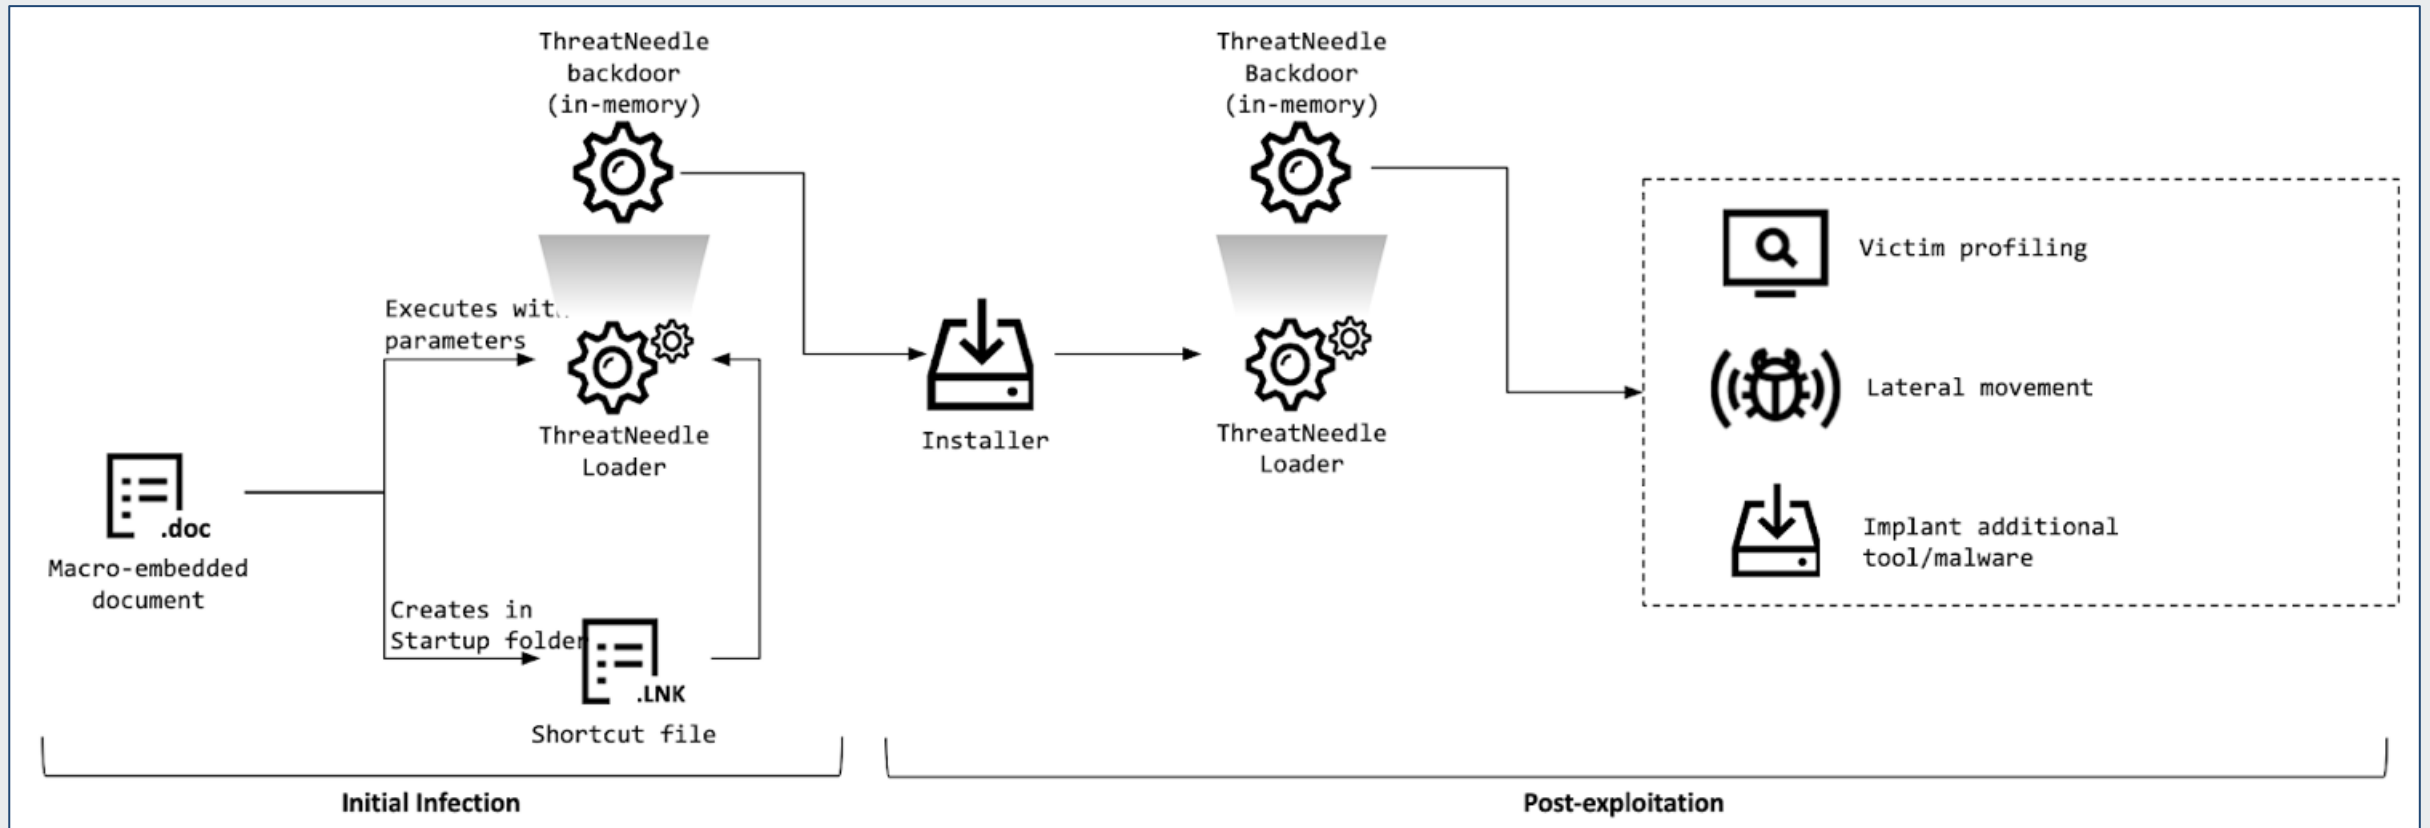 ThreatNeedle
backdoor
(in-memory)
Executes with
parameters
ThreatNeedle
Loader
.doc
Macro-embedded
document
Creates in
Startup folder
.LNK
Shortcut file
Initial Infection
Installer
ThreatNeedle
Backdoor
(in-memory)
ThreatNeedle
Loader
Victim profiling
Lateral movement
Implant additional
tool/malware
Post-exploitation